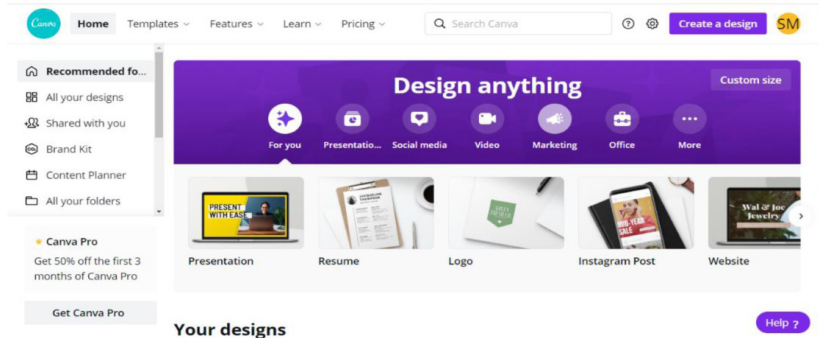 Canva
Home
Templates
Features
Learn
Pricing
Search Canva
Create a design
SM
Recommended fo...
All your designs
Shared with you
Brand Kit
Content Planner
All your folders
Canva Pro
Get 50% off the first 3
months of Canva Pro
Get Canva Pro
Design anything
Custom size
For you
Presentatio...
Social media
Video
Marketing
Office
More
PRESENT
WITH EASE
MID-YEAR
SALE
Wal & Joe
Jewelry
Presentation
Resume
Logo
Instagram Post
Website
Your designs
Help ?